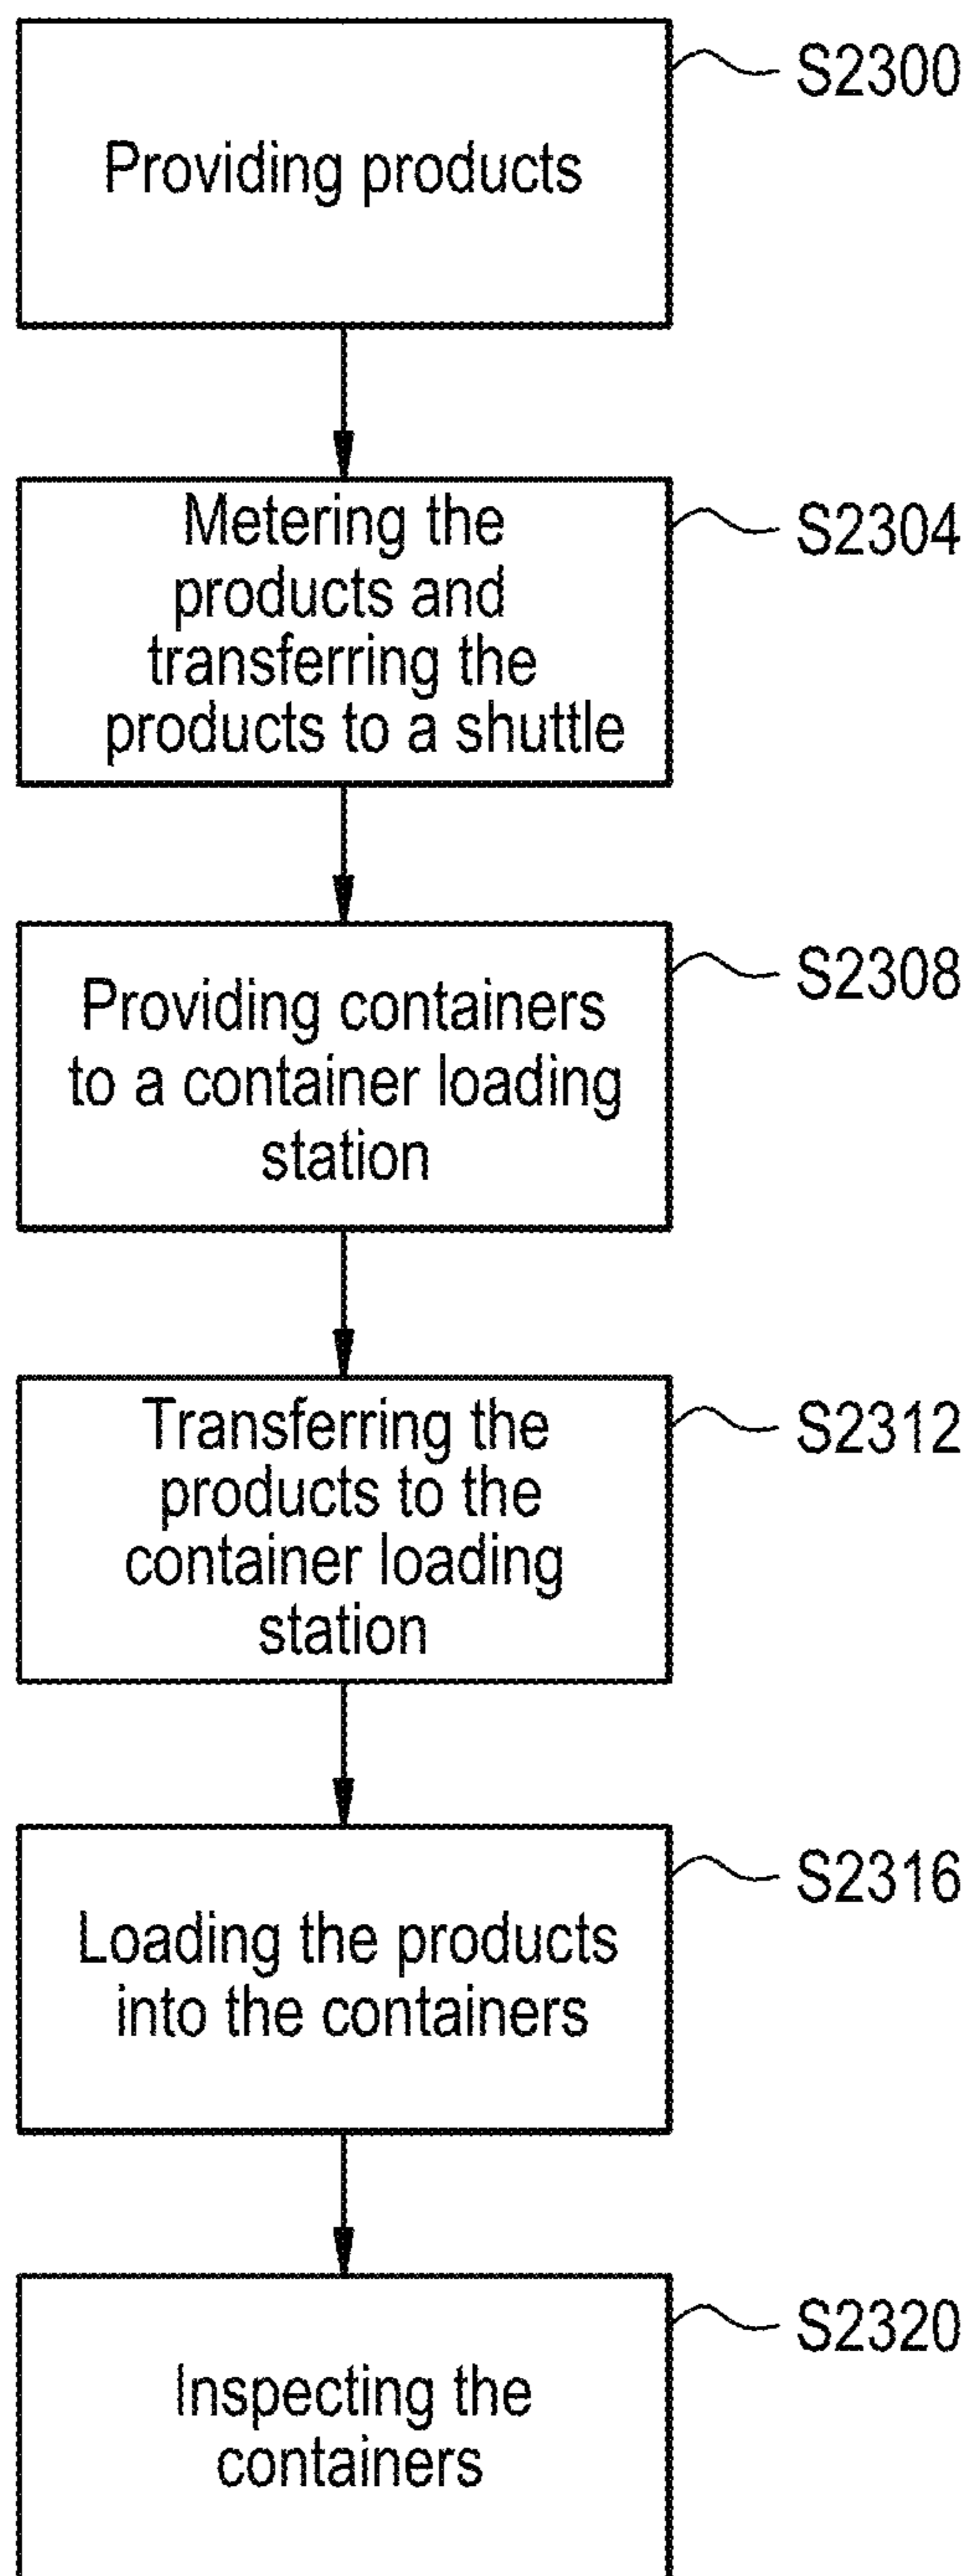 Providing products
S2300
Metering the
products and
transferring the
products to a shuttle
S2304
Providing containers
to a container loading
station
S2308
Transferring the
products to the
container loading
station
S2312
Loading the products
into the containers
S2316
Inspecting the
containers
S2320